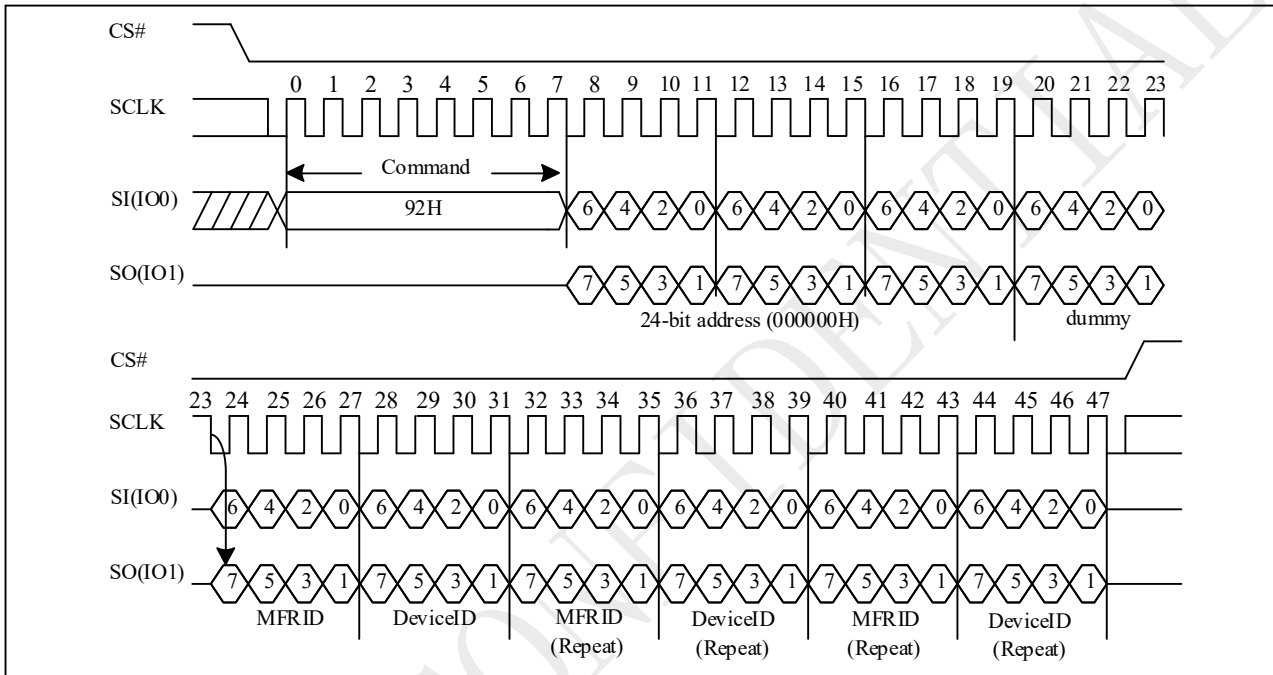 CS#
0 1 2 3 4 5 6 7 8 9 10 11 12 13 14 15 16 17 18 19 20 21 22 23
SCLK
Command
SI(IO0)
92H
6 4 2 0 6 4 2 0 6 4 2 0 6 4 2 0
SO(IO1)
7 5 3 1 7 5 3 1 7 5 3 1 7 5 3 1
24-bit address (000000H)
dummy
CS#
23 24 25 26 27 28 29 30 31 32 33 34 35 36 37 38 39 40 41 42 43 44 45 46 47
SCLK
SI(IO0)
6 4 2 0 6 4 2 0 6 4 2 0 6 4 2 0 6 4 2 0 6 4 2 0
SO(IO1)
7 5 3 1 7 5 3 1 7 5 3 1 7 5 3 1 7 5 3 1 7 5 3 1
MFRID DeviceID MFRID DeviceID MFRID DeviceID
(Repeat) (Repeat) (Repeat) (Repeat)
ONFIDENTIAL